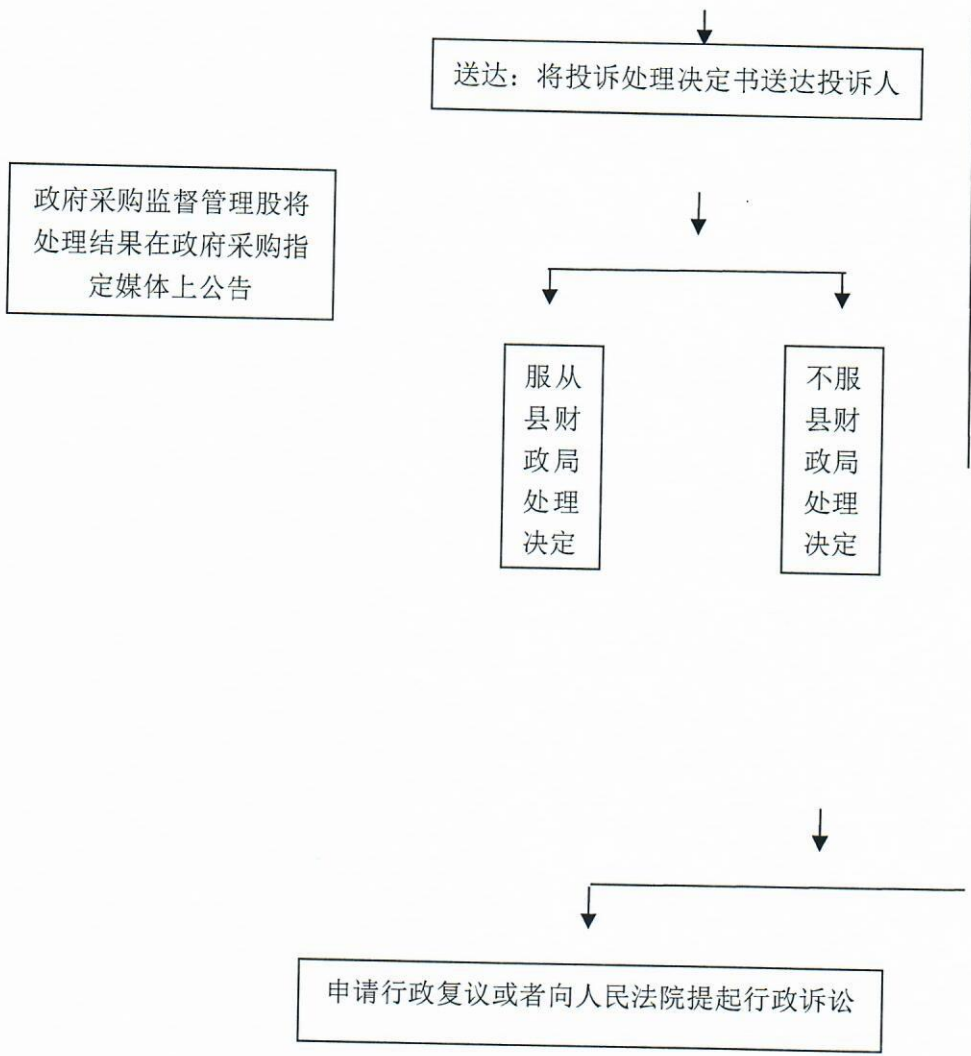 送达：将投诉处理决定书送达投诉人
政府采购监督管理股将
处理结果在政府采购指
定媒体上公告
服从
县财
政局
处理
决定
不服
县财
政局
处理
决定
申请行政复议或者向人民法院提起行政诉讼